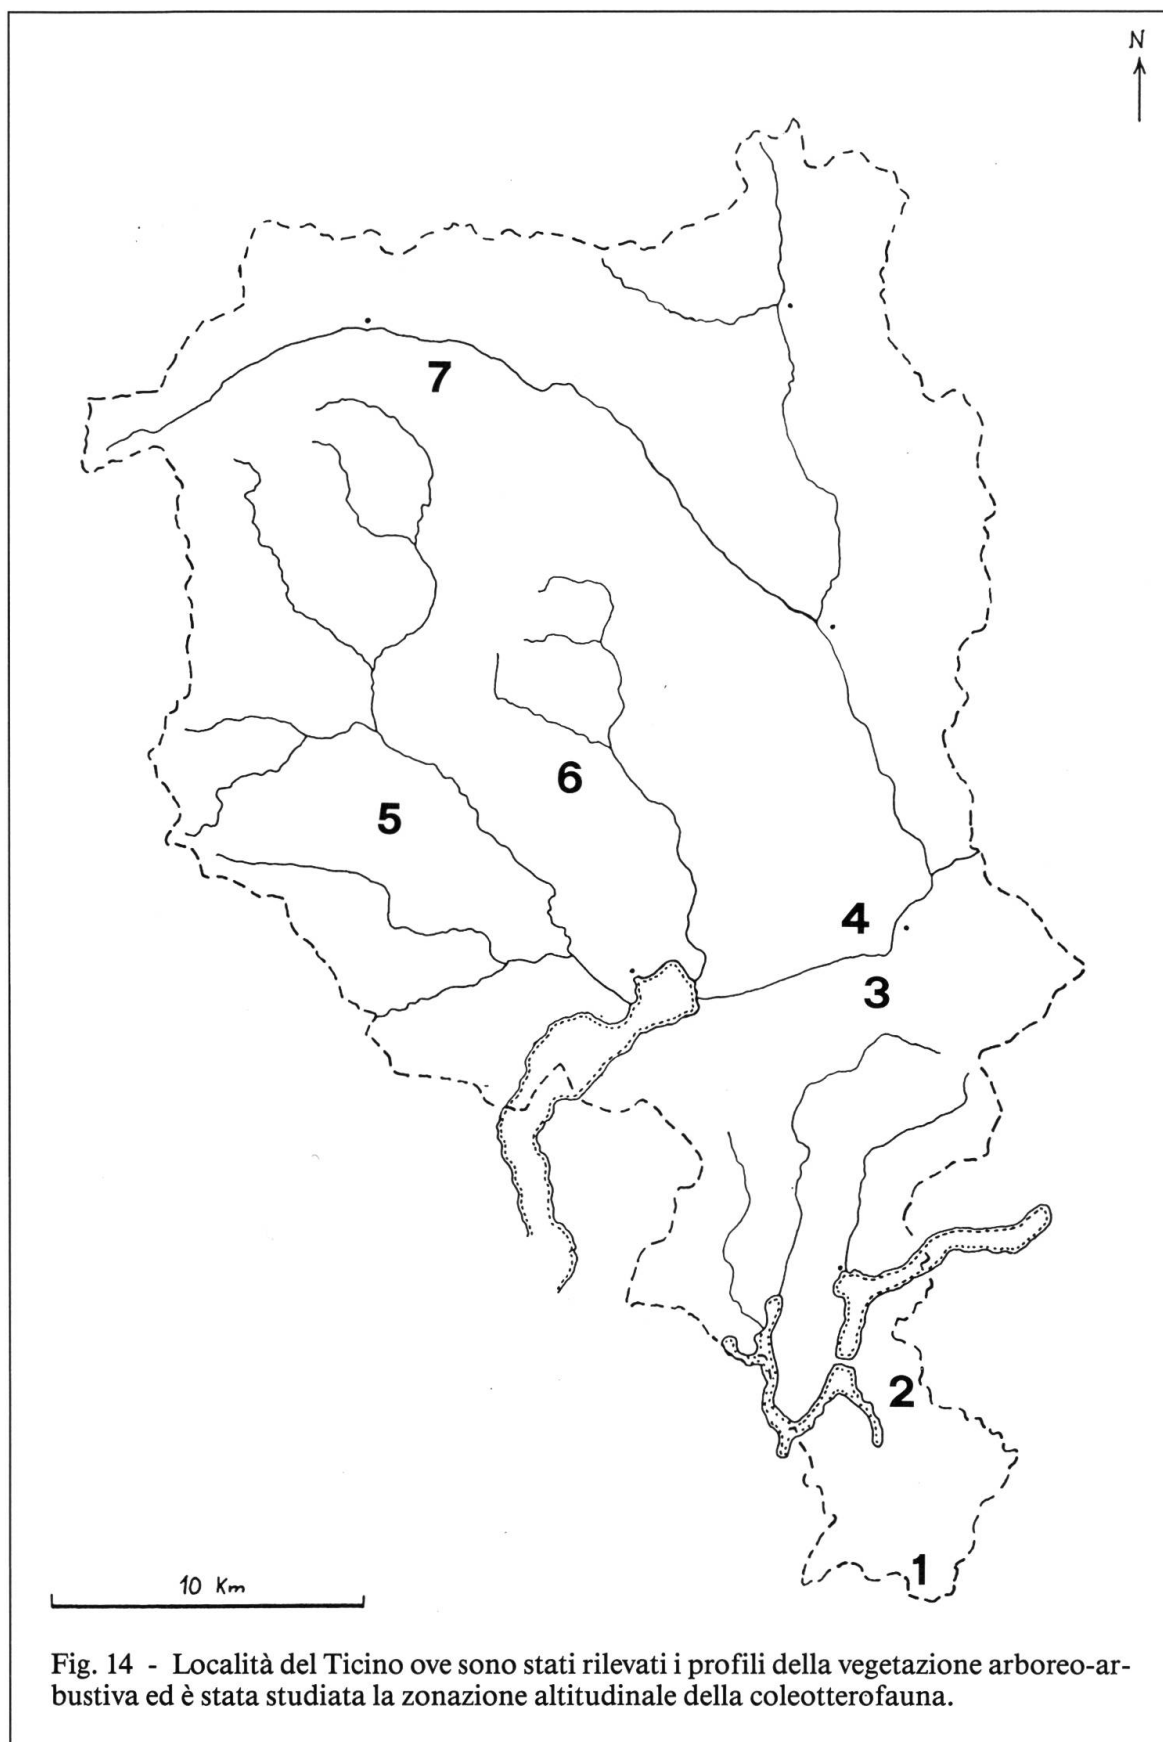 N
7
6
5
4
3
2
1
10 Km
Fig. 14 - Località del Ticino ove sono stati rilevati i profili della vegetazione arboreo-ar-
bustiva ed è stata studiata la zonazione altitudinale della coleotterofauna.